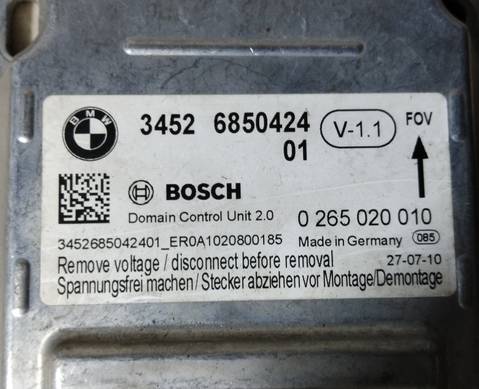 BMW
3452 6850424
01
V-1.1
FOV
BOSCH
Domain Control Unit 2.0
0 265 020 010
3452685042401_ER0A1020800185
Made in Germany 085
Remove voltage / disconnect before removal
27-07-10
Spannungsfrei machen/Stecker abziehen vor Montage/Demontage